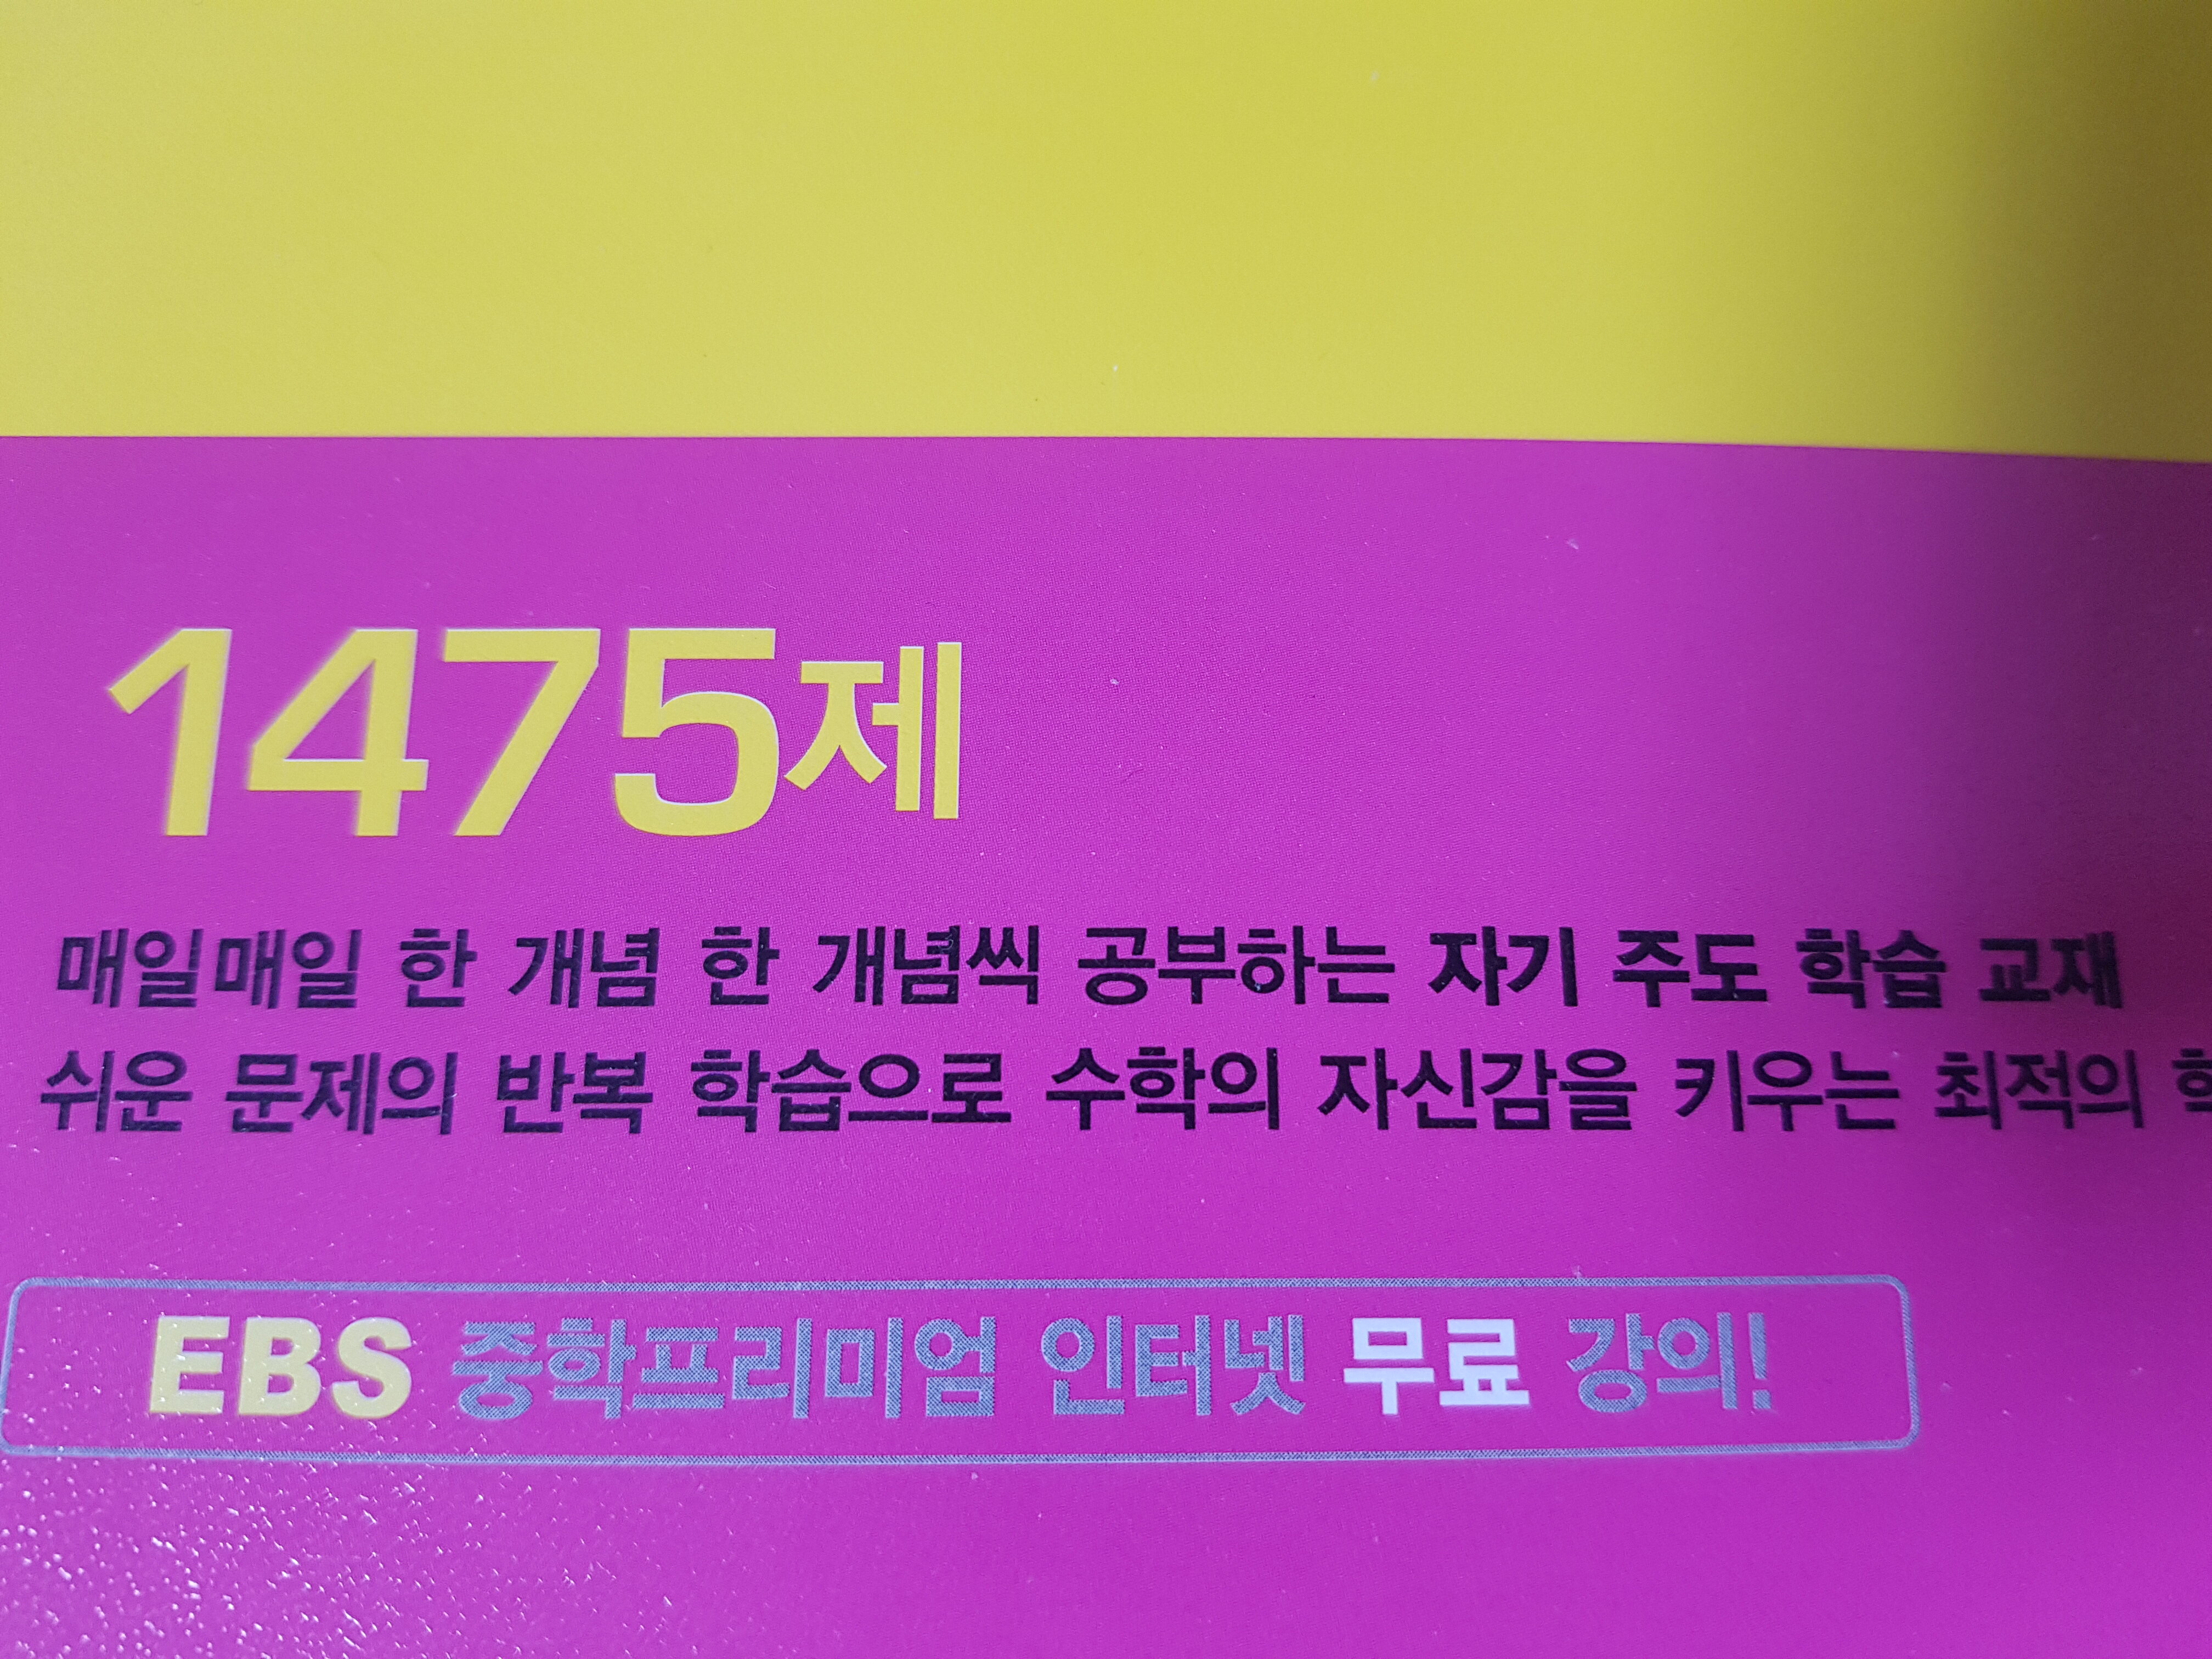 1475제
매일매일 한 개념 한 개념씩 공부하는 자기 주도 학습 교재
쉬운 문제의 반복 학습으로 수학의 자신감을 키우는 최적의
EBS 중학프리미엄 인터넷 무료 강의!